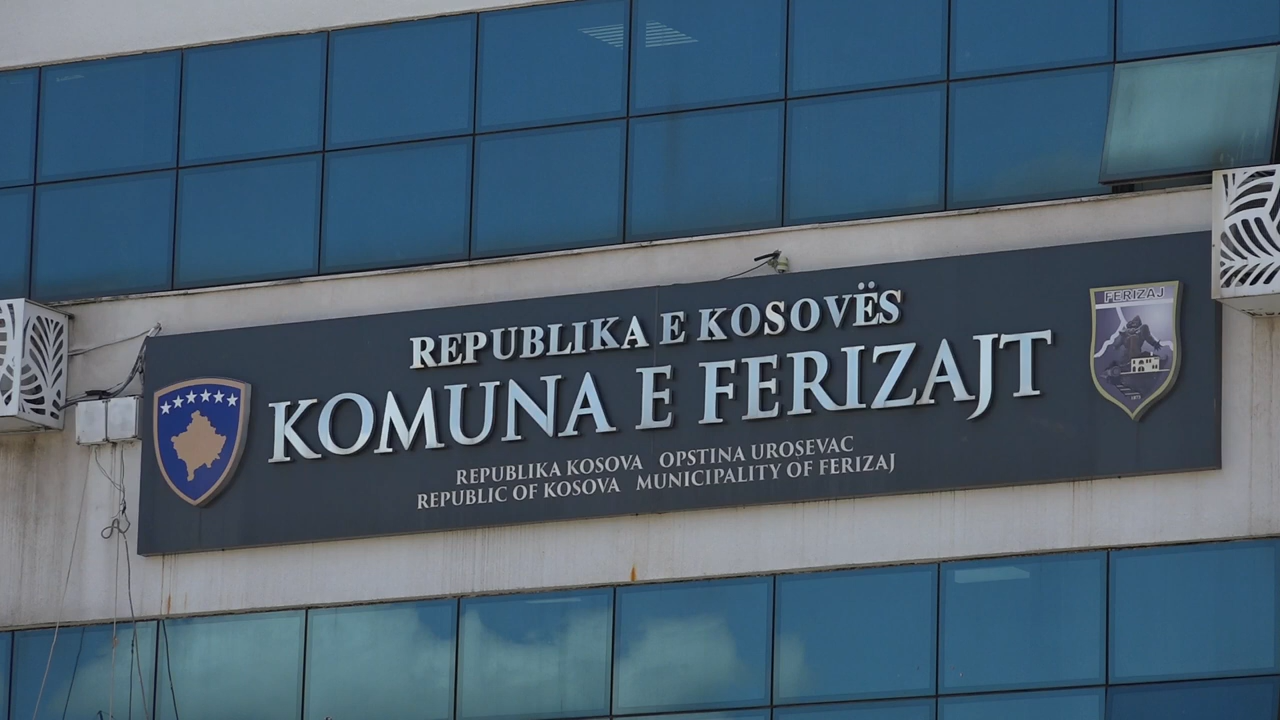 REPUBLIKA E KOSOVËS
KOMUNA E FERIZAJT
REPUBLIKA KOSOVA OPSTINA UROSEVAC
REPUBLIC OF KOSOVA MUNICIPALITY OF FERIZAJ
FERIZAJ